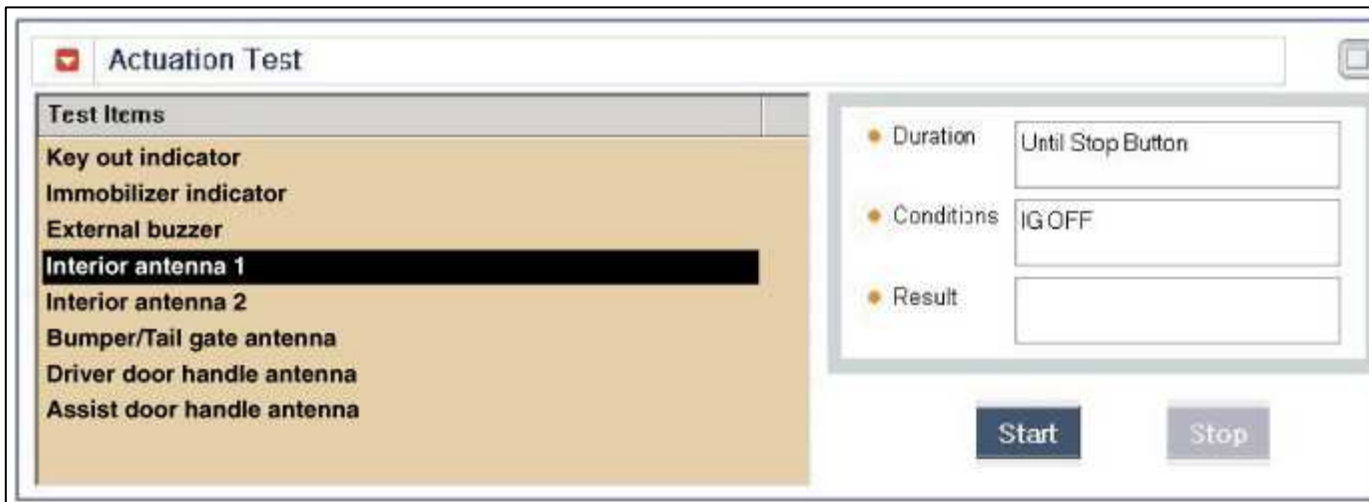 Actuation Test
Test Items
Key out indicator
Immobilizer indicator
External buzzer
Interior antenna 1
Interior antenna 2
Bumper/Tail gate antenna
Driver door handle antenna
Assist door handle antenna
Duration
Until Stop Button
Conditions
IG OFF
Result
Start
Stop